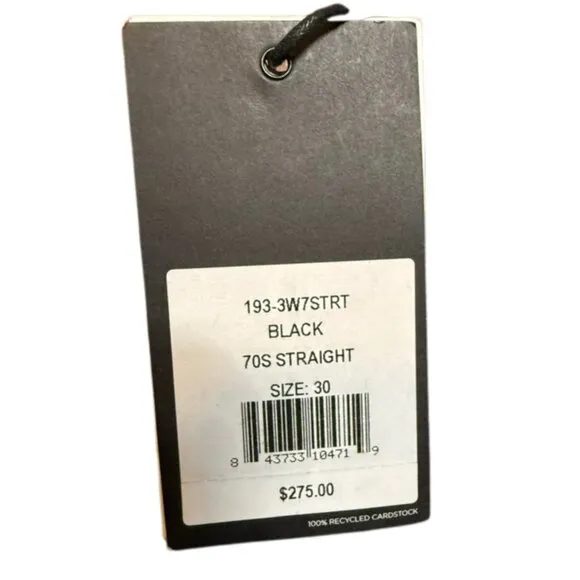 193-3W7STRT
BLACK
70S STRAIGHT
SIZE: 30
8 43733 10471 9
$275.00
100% RECYCLED CARDSTOCK